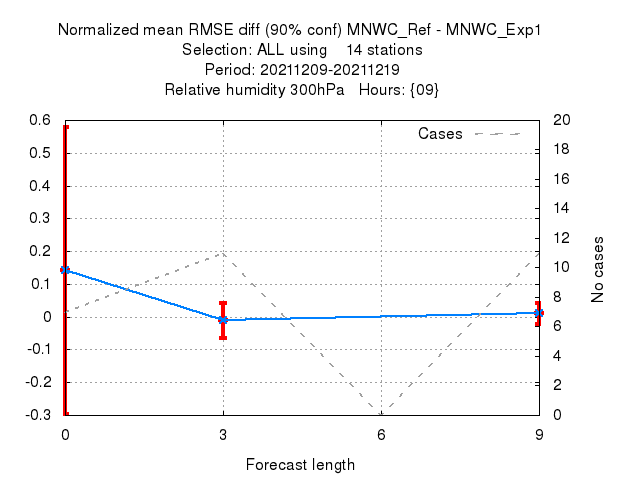 Normalized mean RMSE diff (90% conf) MNWC_Ref - MNWC_Exp1
Selection: ALL using 14 stations
Period: 20211209-20211219
Relative humidity 300hPa Hours: {09}
Cases
0.6
0.5
0.4
0.3
0.2
0.1
0
-0.1
-0.2
-0.3
20
18
16
14
12
10
8
6
4
2
0
No cases
0 3 6 9
Forecast length